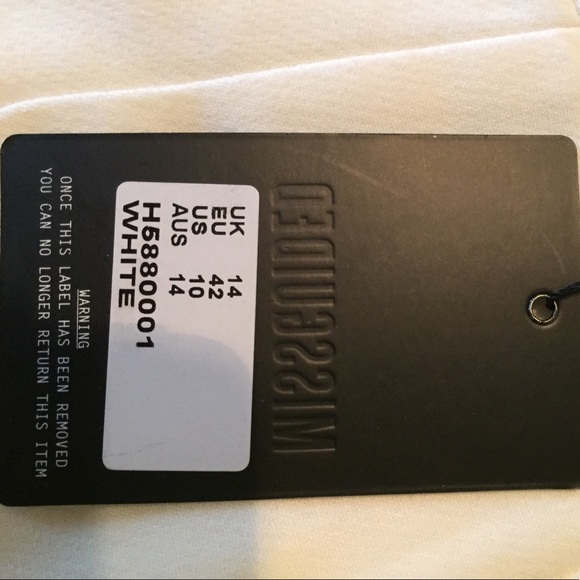 MISSGUIDED
UK 14
EU 42
US 10
AUS 14
H5880001
WHITE
WARNING
ONCE THIS LABEL HAS BEEN REMOVED
YOU CAN NO LONGER RETURN THIS ITEM